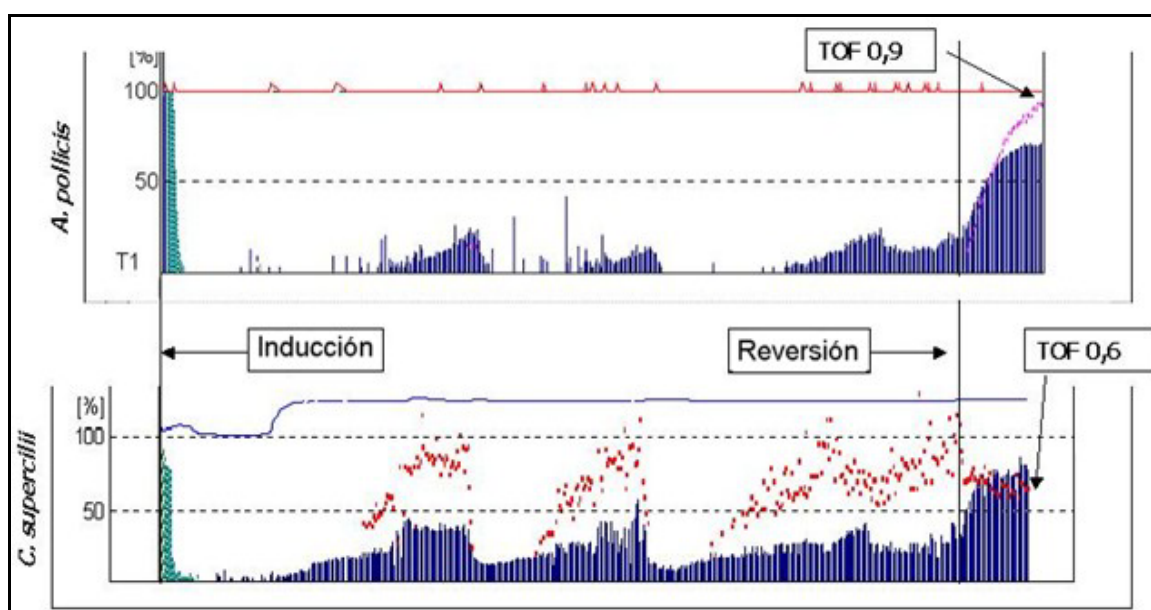 [%]
TOF 0,9
100
A. pollicis
50
T1
Inducción
Reversión
TOF 0,6
[%]
C. supercilii
100
50